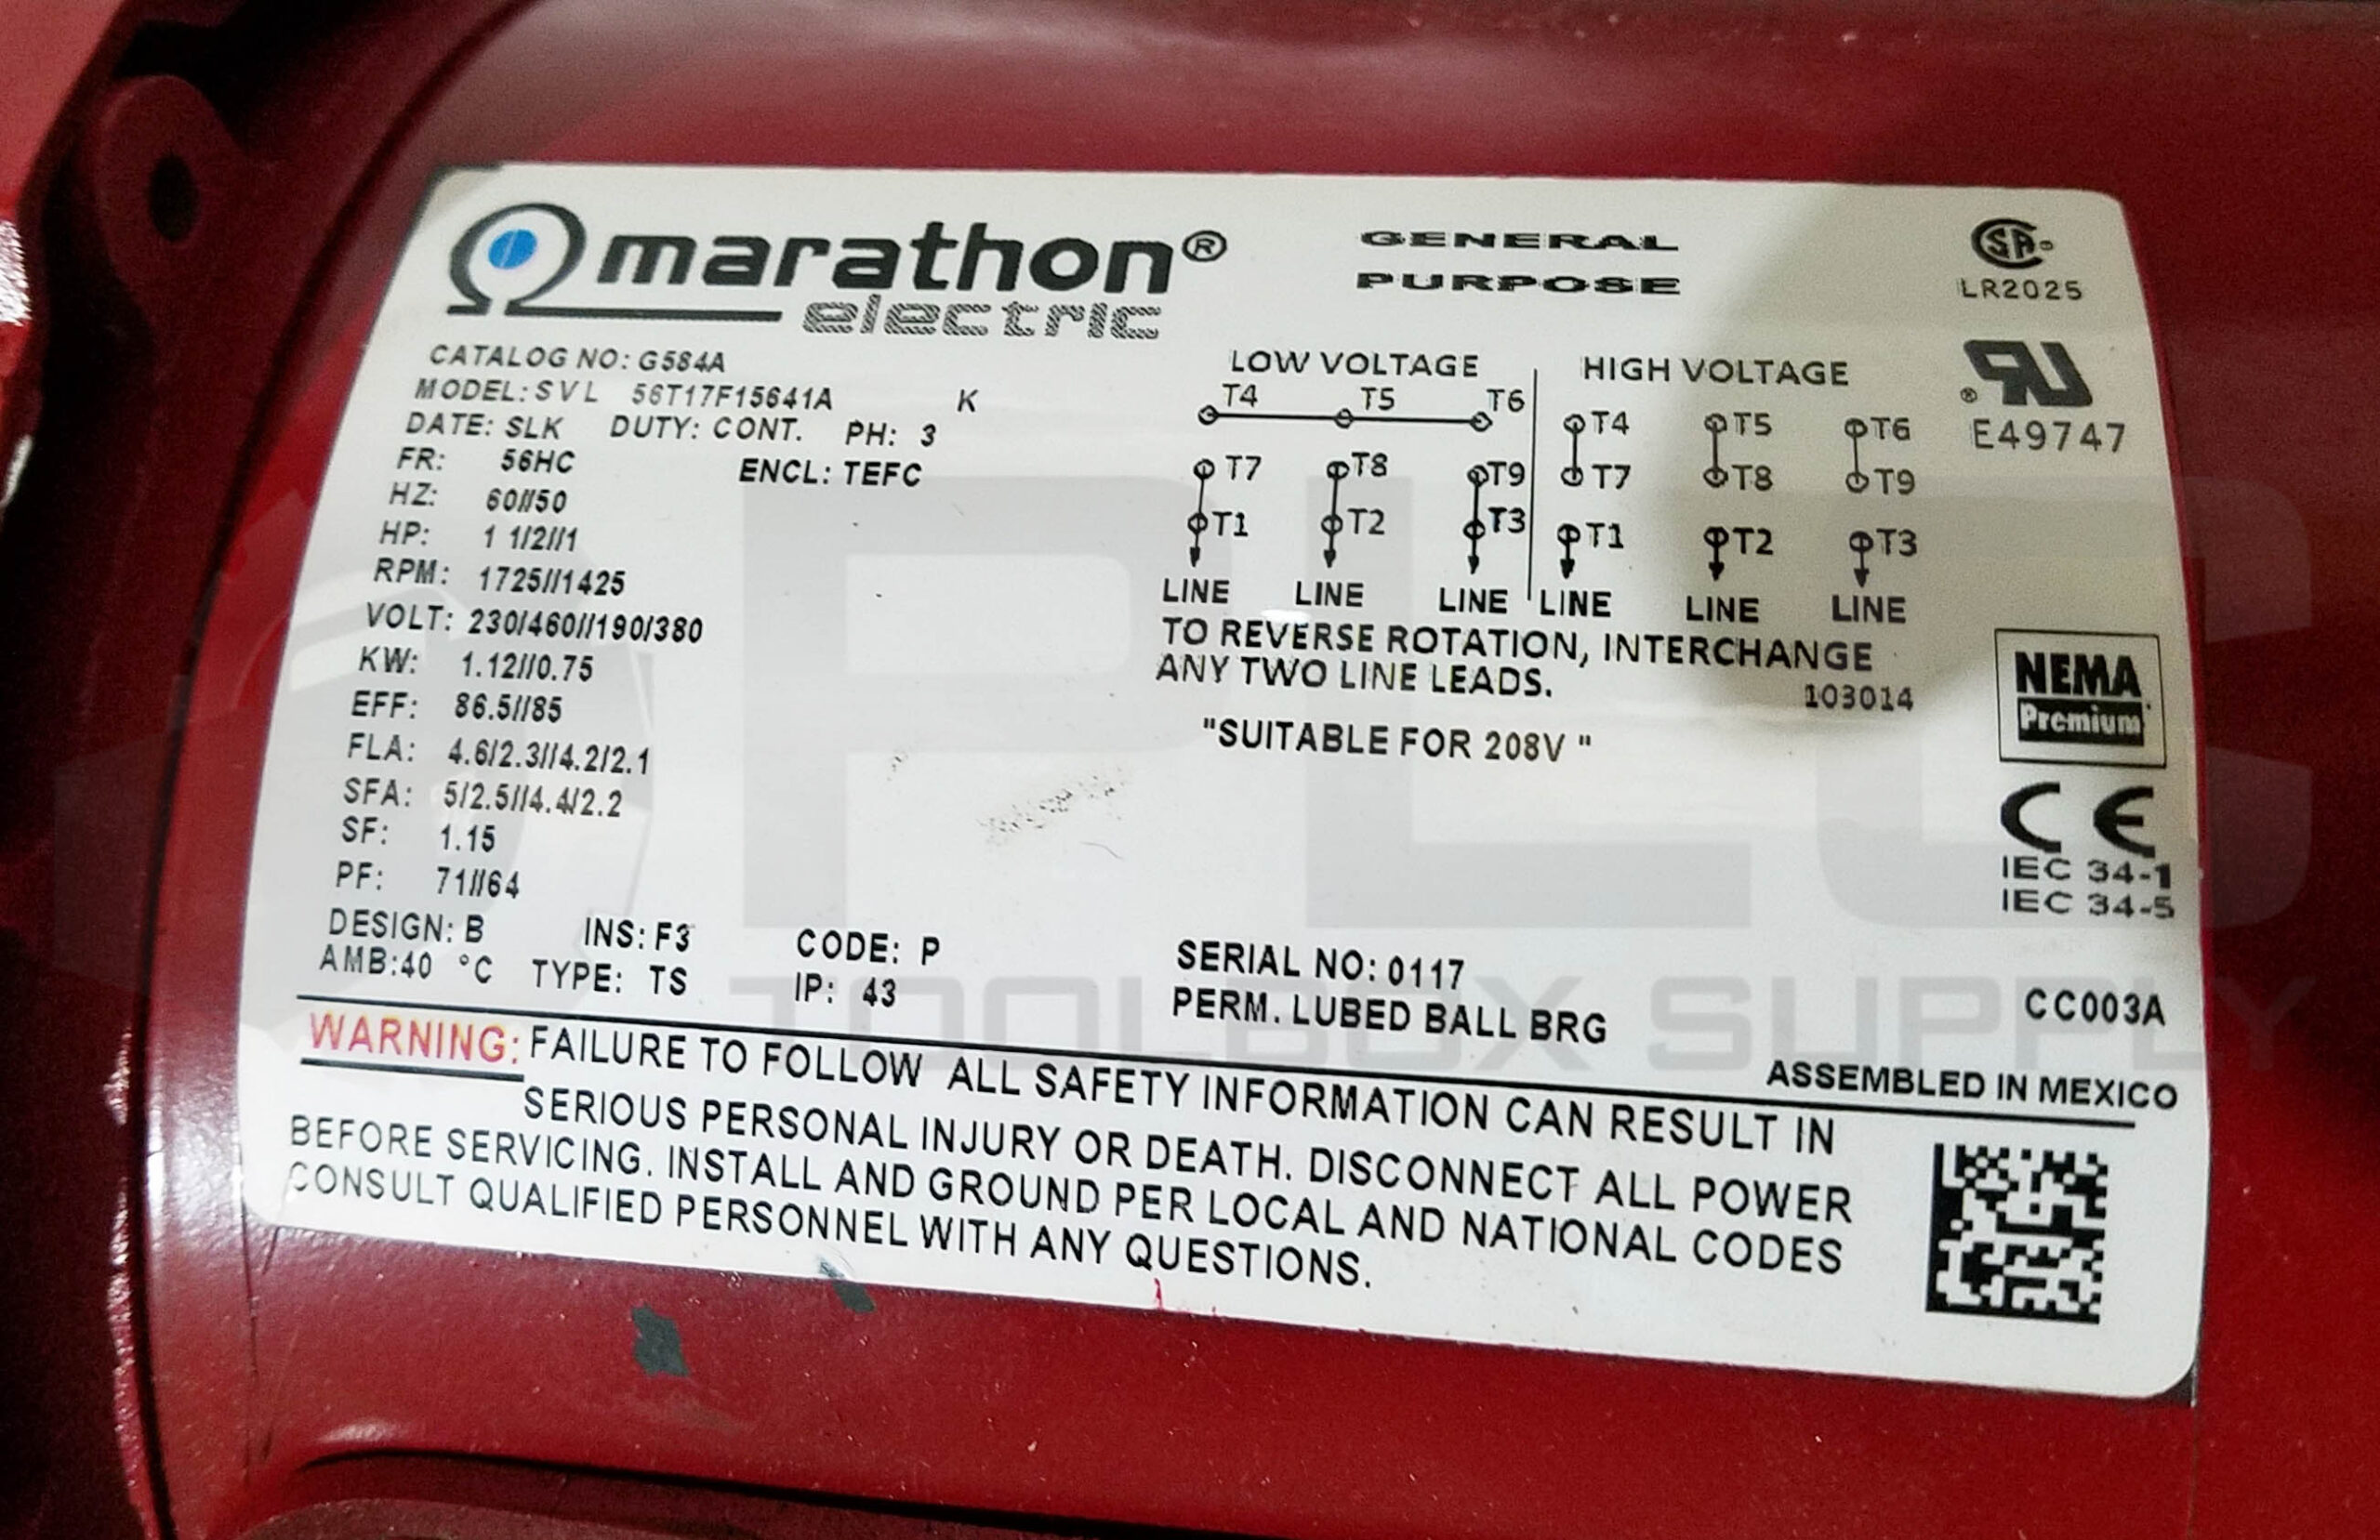 marathon®
electric
GENERAL
PURPOSE
CSA®
LR2025
CATALOG NO: G584A
MODEL: SVL 56T17F15641A K
DATE: SLK DUTY: CONT. PH: 3
FR: 56HC ENCL: TEFC
HZ: 60//50
HP: 1 1/2//1
RPM: 1725//1425
VOLT: 230/460//190/380
KW: 1.12//0.75
EFF: 86.5//85
FLA: 4.6/2.3//4.2/2.1
SFA: 5/2.5//4.4/2.2
SF: 1.15
PF: 71//64
DESIGN: B INS: F3 CODE: P
AMB: 40 °C TYPE: TS IP: 43
LOW VOLTAGE
T4 T5 T6
T7 T8 T9
T1 T2 T3
LINE LINE LINE
HIGH VOLTAGE
T4 T5 T6
T7 T8 T9
T1 T2 T3
LINE LINE LINE
TO REVERSE ROTATION, INTERCHANGE
ANY TWO LINE LEADS.
103014
"SUITABLE FOR 208V "
RU®
E49747
NEMA
Premium
CE
IEC 34-1
IEC 34-5
SERIAL NO: 0117
PERM. LUBED BALL BRG
CC003A
ASSEMBLED IN MEXICO
WARNING: FAILURE TO FOLLOW ALL SAFETY INFORMATION CAN RESULT IN
SERIOUS PERSONAL INJURY OR DEATH. DISCONNECT ALL POWER
BEFORE SERVICING. INSTALL AND GROUND PER LOCAL AND NATIONAL CODES
CONSULT QUALIFIED PERSONNEL WITH ANY QUESTIONS.
PLC
TOOLBOX SUPPLY